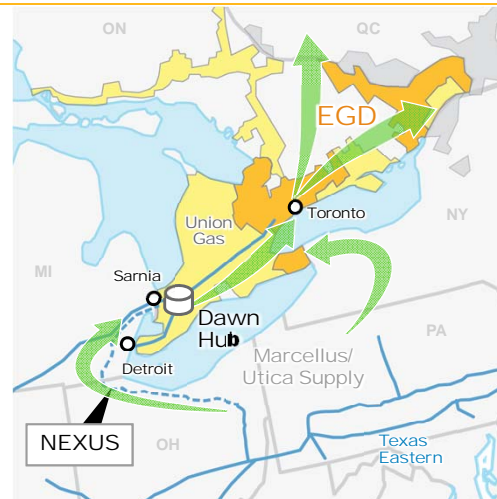 ON
QC
EGD
Toronto
Union
Gas
NY
MI
Sarnia
Dawn
Hub
PA
Detroit
Marcellus/
Utica Supply
NEXUS
OH
Texas
Eastern